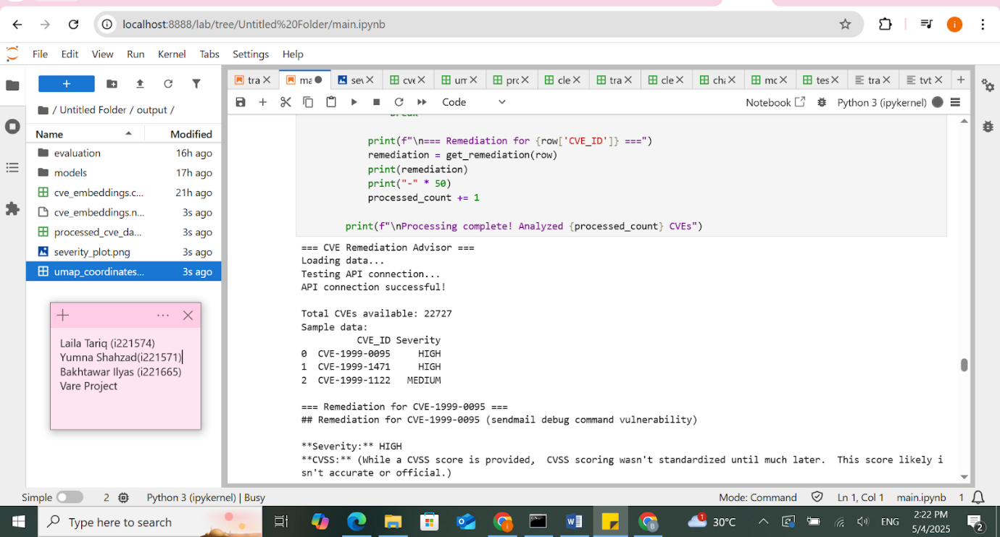 localhost:8888/lab/tree/Untitled%20Folder/main.ipynb
File Edit View Run Kernel Tabs Settings Help
tra ma sev cve um pro cle tra cle cha mo tes tra tvt
Code
Notebook
Python 3 (ipykernel)
/ Untitled Folder / output /
Name Modified
evaluation 16h ago
models 17h ago
cve_embeddings.c... 21h ago
cve_embeddings.n... 3s ago
processed_cve_da... 3s ago
severity_plot.png 3s ago
umap_coordinates... 3s ago
Laila Tariq (i221574)
Yumna Shahzad(i221571)
Bakhtawar Ilyas (i221665)
Vare Project
break
print(f"\n=== Remediation for {row['CVE_ID']} ===")
remediation = get_remediation(row)
print(remediation)
print("-" * 50)
processed_count += 1
print(f"\nProcessing complete! Analyzed {processed_count} CVEs")
=== CVE Remediation Advisor ===
Loading data...
Testing API connection...
API connection successful!
Total CVEs available: 22727
Sample data:
CVE_ID Severity
0 CVE-1999-0095 HIGH
1 CVE-1999-1471 HIGH
2 CVE-1999-1122 MEDIUM
=== Remediation for CVE-1999-0095 ===
## Remediation for CVE-1999-0095 (sendmail debug command vulnerability)
**Severity:** HIGH
**CVSS:** (While a CVSS score is provided, CVSS scoring wasn't standardized until much later. This score likely i
sn't accurate or official.)
Simple 2 Python 3 (ipykernel) | Busy
Mode: Command Ln 1, Col 1 main.ipynb 1
Type here to search
30°C
ENG
2:22 PM
5/4/2025